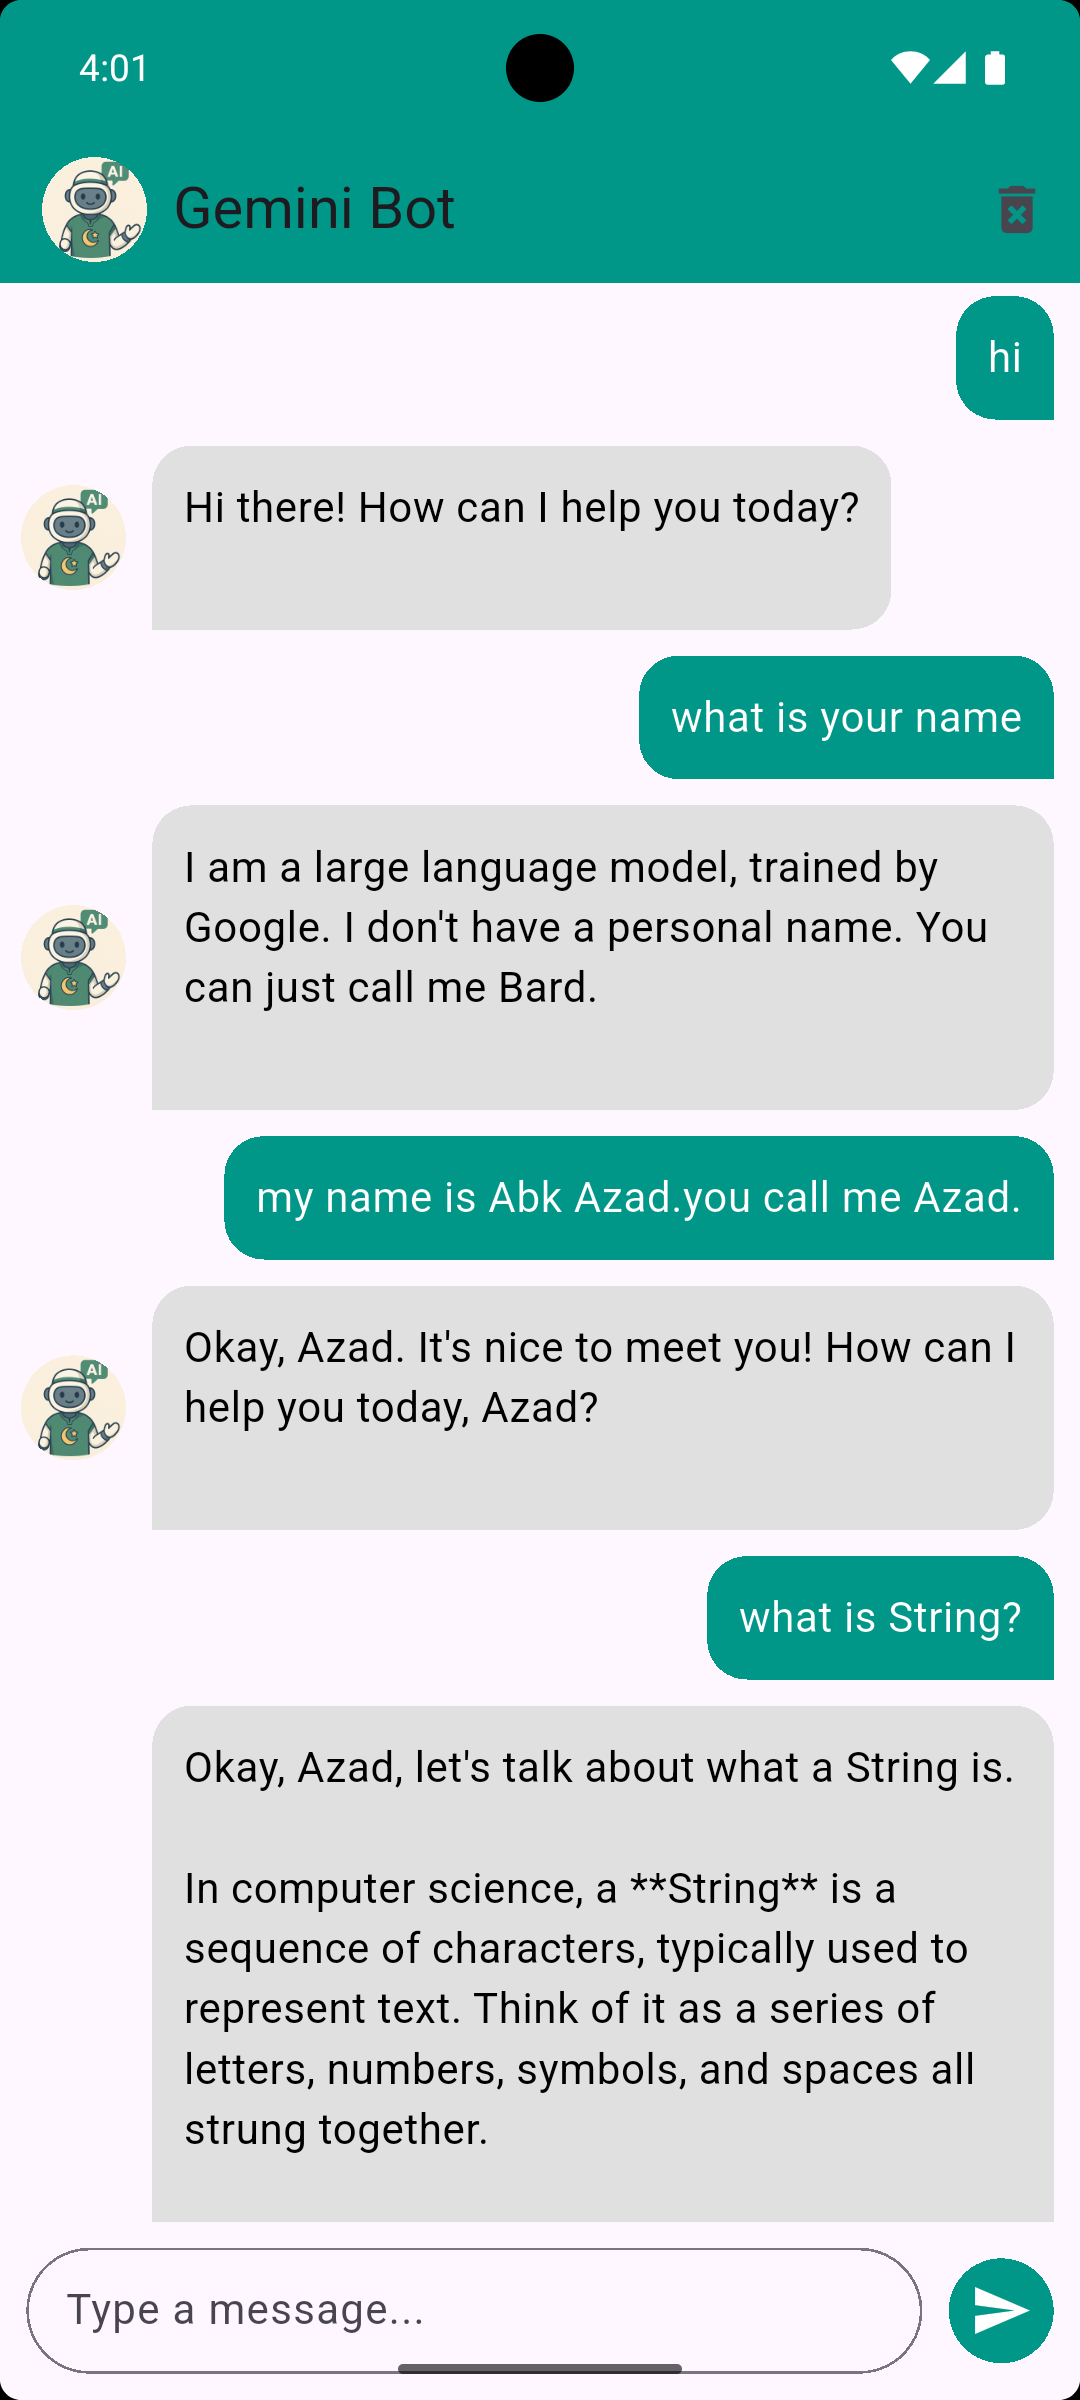 4:01
AI
Gemini Bot
hi
AI
Hi there! How can I help you today?
what is your name
I am a large language model, trained by
AI
Google. I don't have a personal name. You
can just call me Bard.
my name is Abk Azad.you call me Azad.
Okay, Azad. It's nice to meet you! How can I
AI
help you today, Azad?
what is String?
Okay, Azad, let's talk about what a String is.
In computer science, a **String** is a
sequence of characters, typically used to
represent text. Think of it as a series of
letters, numbers, symbols, and spaces all
strung together.
Type a message...